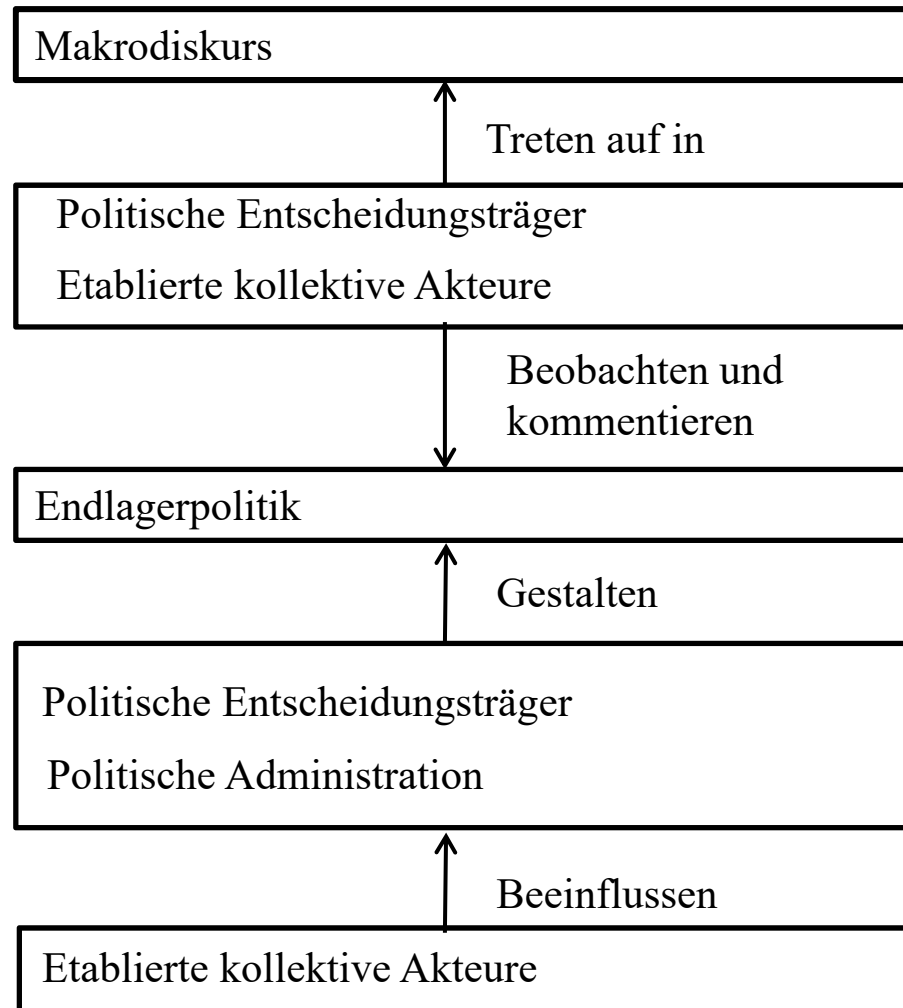 Makrodiskurs
Treten auf in
Politische Entscheidungsträger
Etablierte kollektive Akteure
Beobachten und
kommentieren
Endlagerpolitik
Gestalten
Politische Entscheidungsträger
Politische Administration
Beeinflussen
Etablierte kollektive Akteure